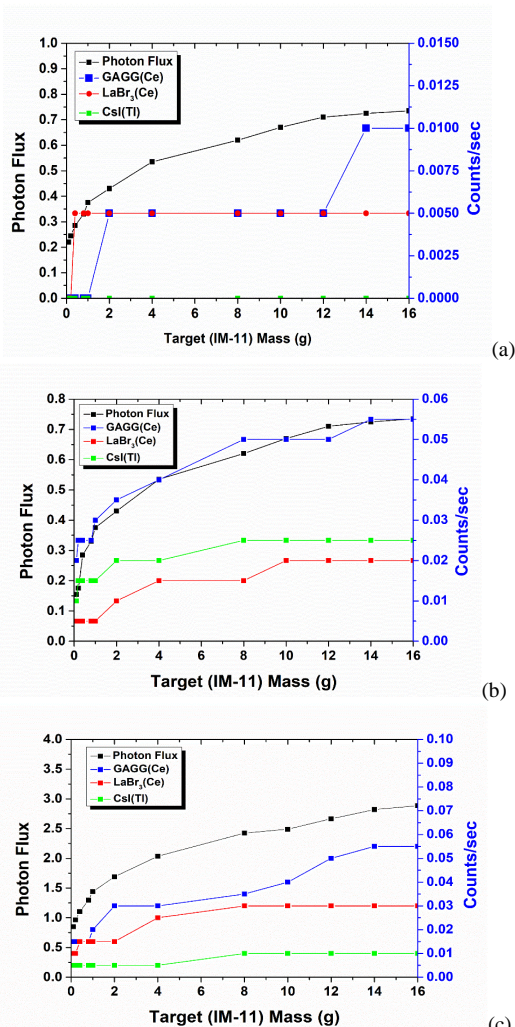 1.0
0.9
0.8
0.7
0.6
0.5
0.4
0.3
0.2
0.1
0.0
Photon Flux
Photon Flux
GAGG(Ce)
LaBr3(Ce)
CsI(Tl)
0.0150
0.0125
0.0100
0.0075
0.0050
0.0025
0.0000
Counts/sec
0 2 4 6 8 10 12 14 16
Target (IM-11) Mass (g)
(a)
0.8
0.7
0.6
0.5
0.4
0.3
0.2
0.1
0.0
Photon Flux
Photon Flux
GAGG(Ce)
LaBr3(Ce)
CsI(Tl)
0.06
0.05
0.04
0.03
0.02
0.01
0.00
Counts/sec
0 2 4 6 8 10 12 14 16
Target (IM-11) Mass (g)
(b)
4.0
3.5
3.0
2.5
2.0
1.5
1.0
0.5
0.0
Photon Flux
Photon Flux
GAGG(Ce)
LaBr3(Ce)
CsI(Tl)
0.10
0.09
0.08
0.07
0.06
0.05
0.04
0.03
0.02
0.01
0.00
Counts/sec
0 2 4 6 8 10 12 14 16
Target (IM-11) Mass (g)
(c)